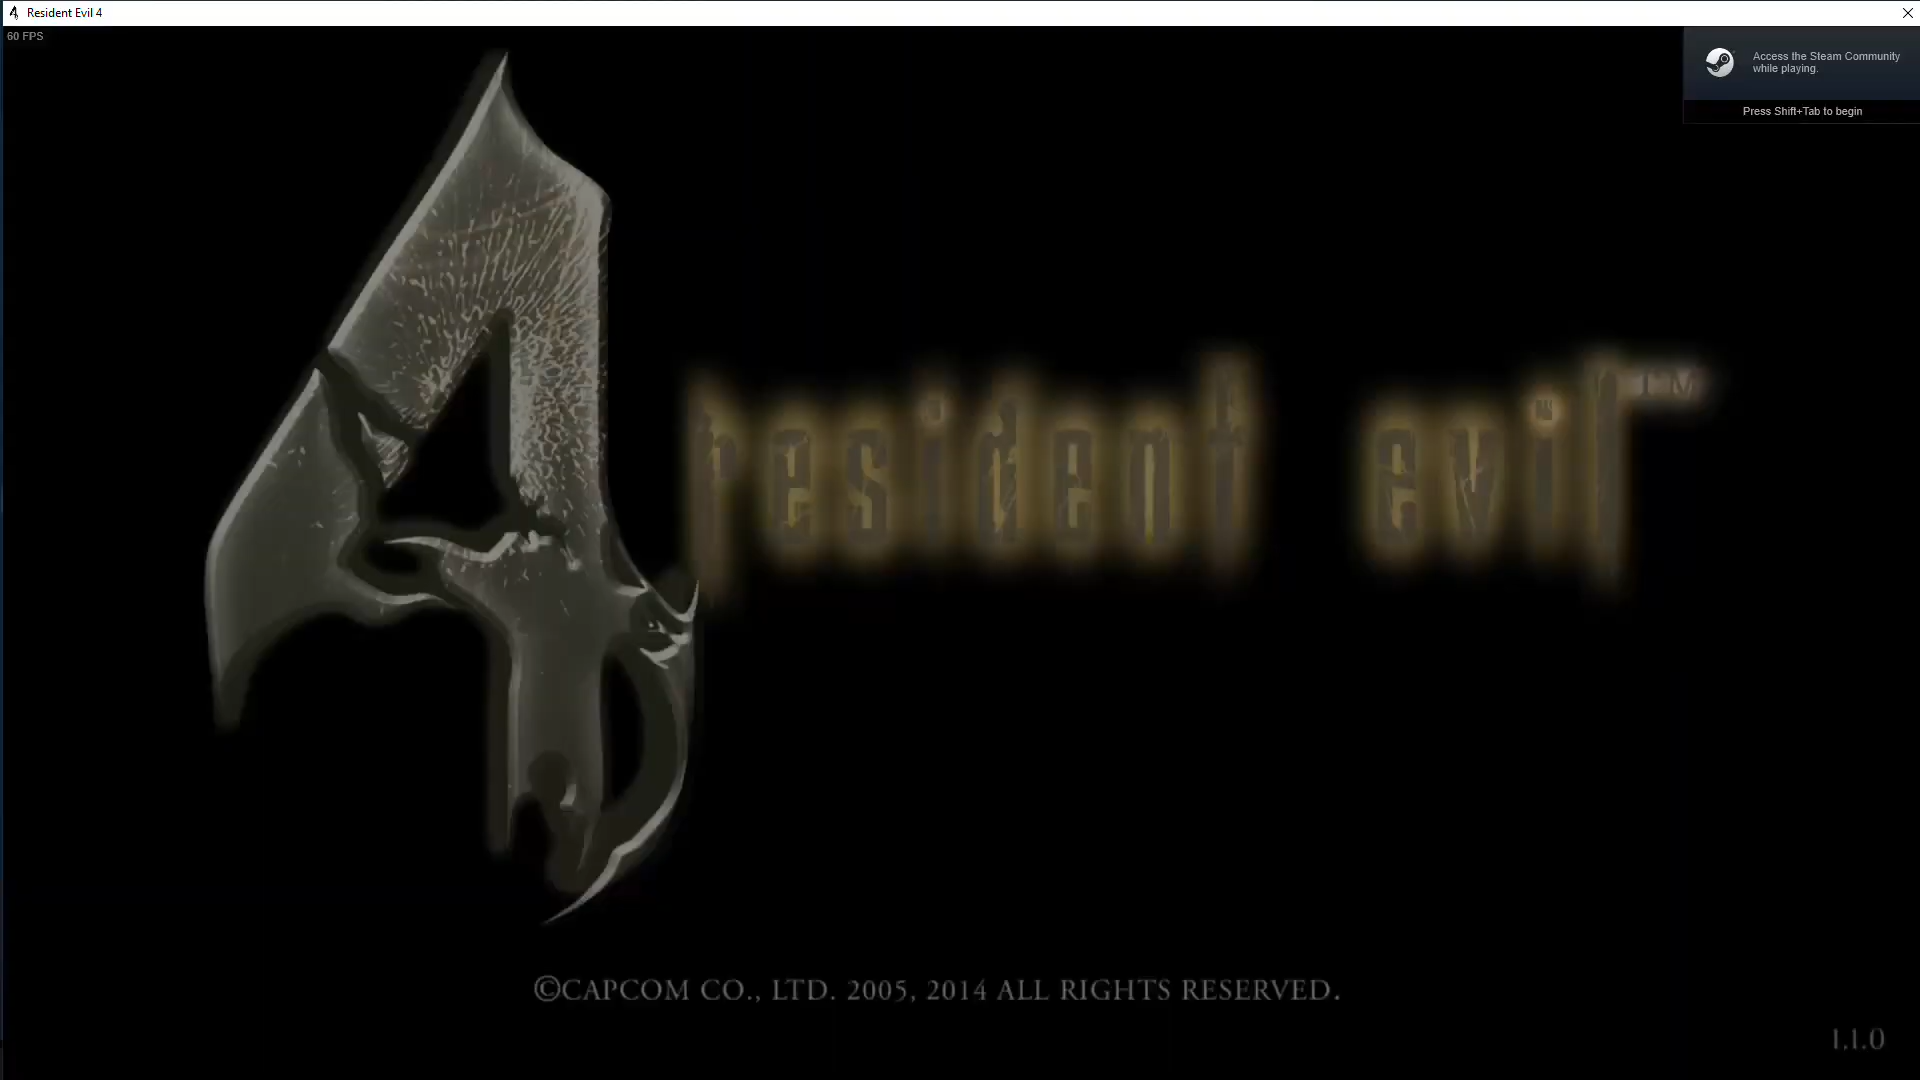 Resident Evil 4
60 FPS
Access the Steam Community
while playing.
Press Shift+Tab to begin
4
resident evil™
©CAPCOM CO., LTD. 2005, 2014 ALL RIGHTS RESERVED.
1.1.0